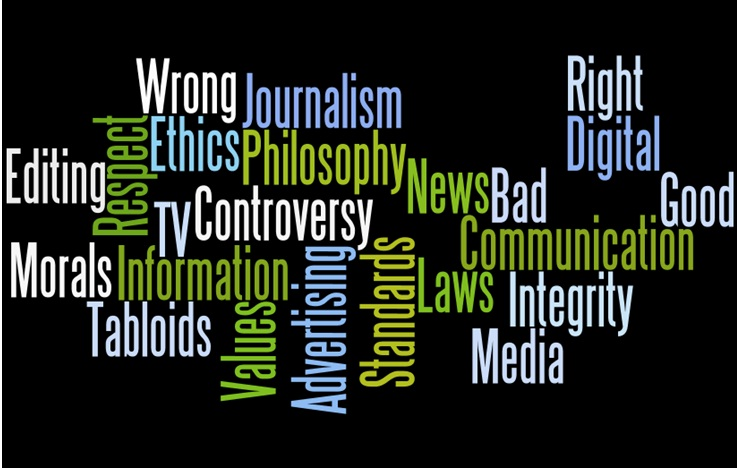 Wrong
Journalism
Right
Respect
Ethics
Philosophy
Digital
Editing
News
Bad
Good
TV
Controversy
Communication
Morals
Information
Advertising
Standards
Laws
Integrity
Tabloids
Values
Media